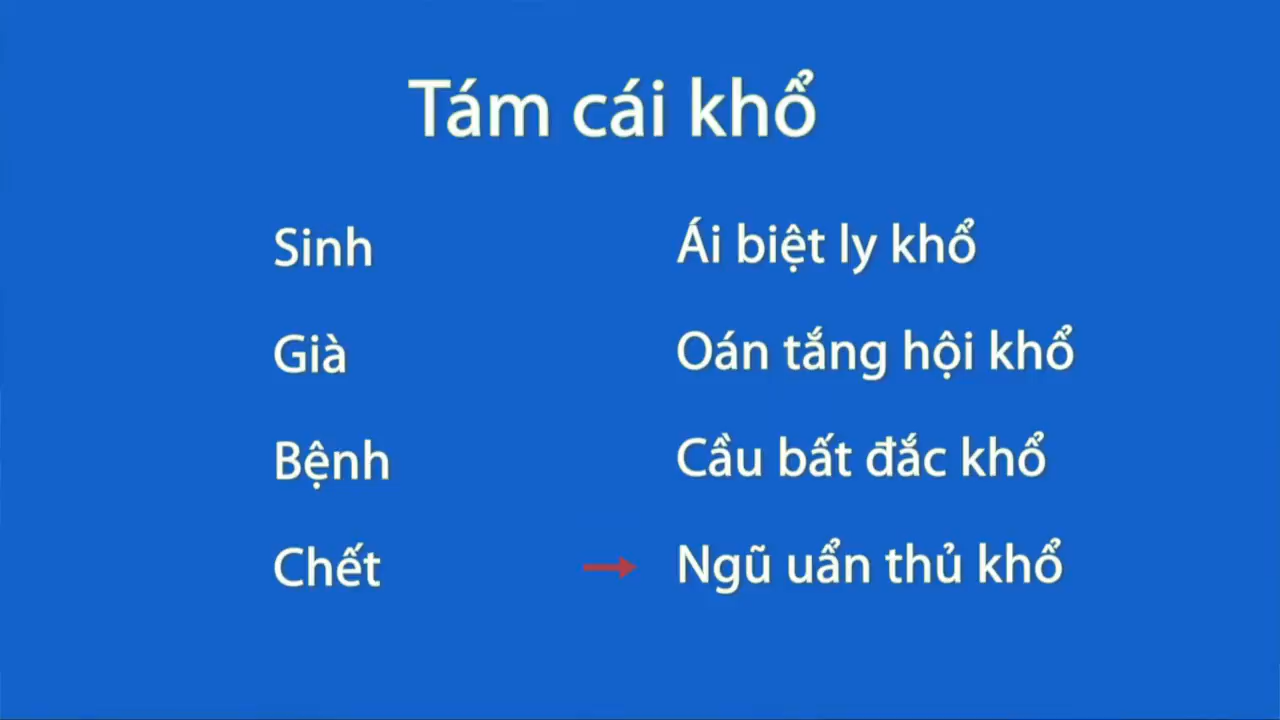 Tám cái khổ
Sinh
Già
Bệnh
Chết
Ái biệt ly khổ
Oán tắng hội khổ
Cầu bất đắc khổ
Ngũ uẩn thủ khổ